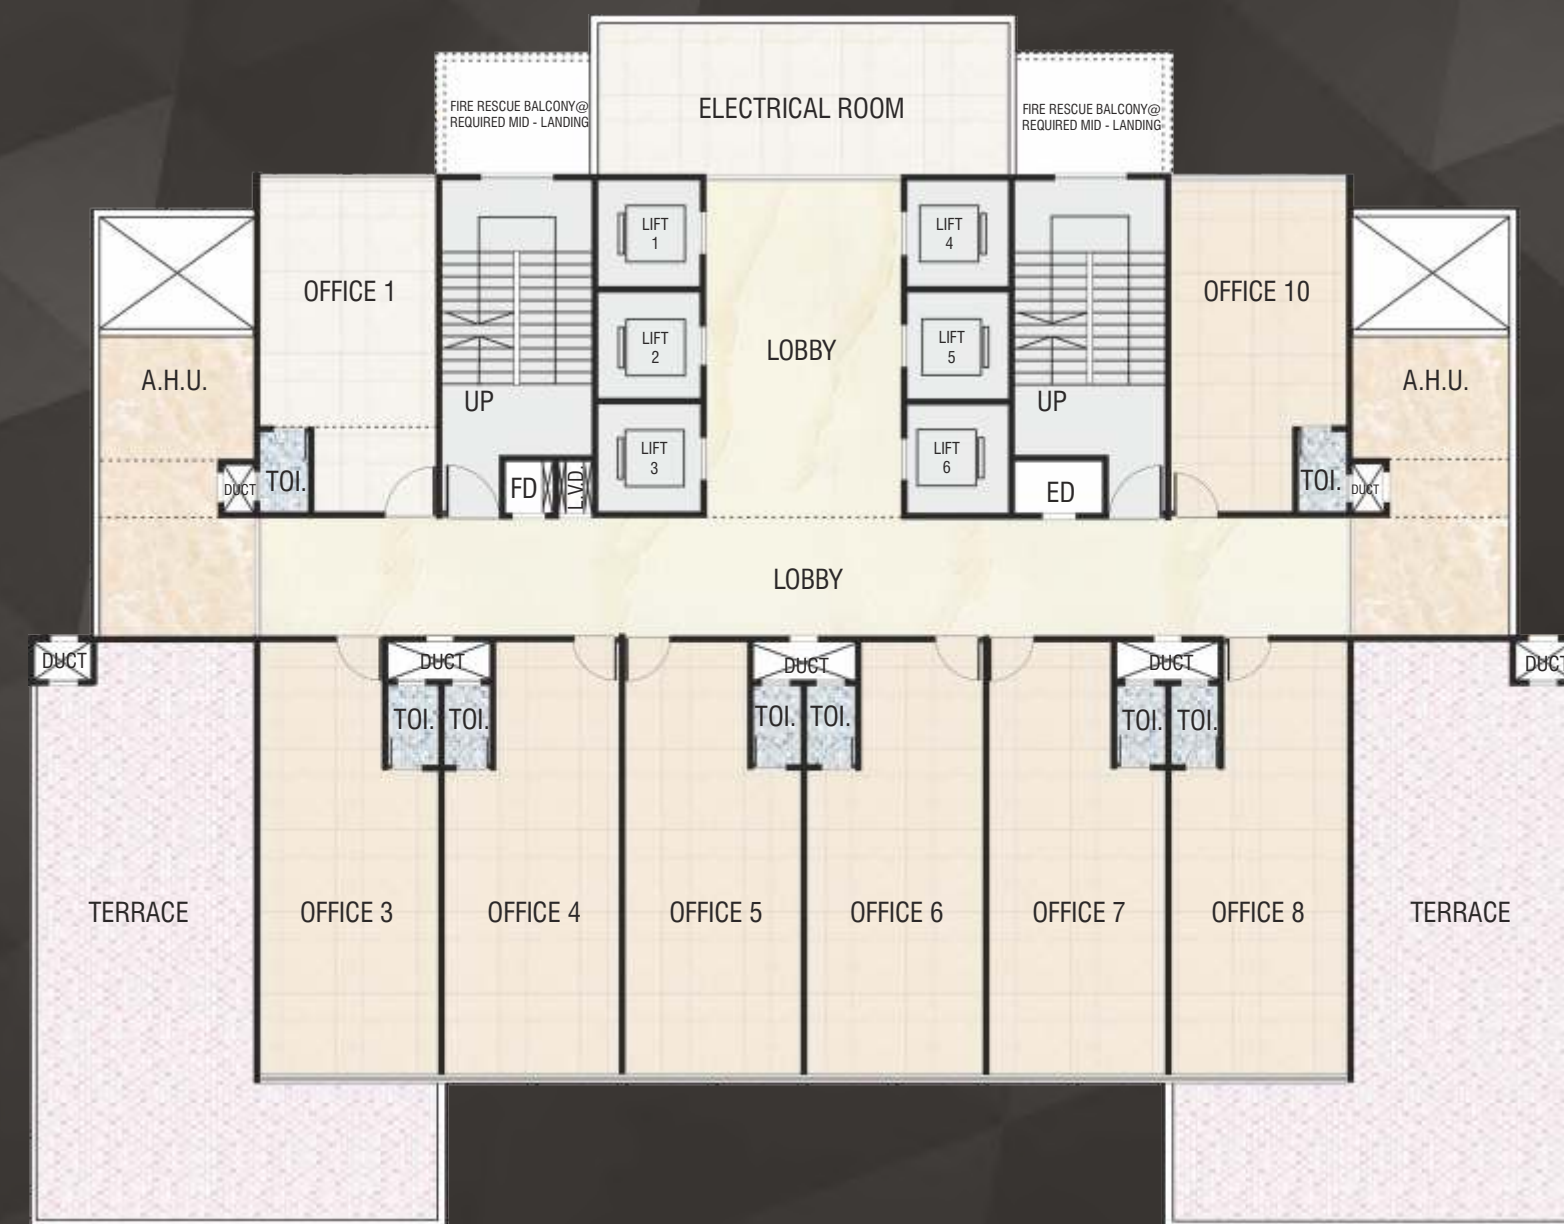 FIRE RESCUE BALCONY@
REQUIRED MID - LANDING
ELECTRICAL ROOM
FIRE RESCUE BALCONY@
REQUIRED MID - LANDING
OFFICE 1
LIFT
1
LIFT
4
OFFICE 10
A.H.U.
UP
LIFT
2
LOBBY
LIFT
5
UP
A.H.U.
DUCT
TOI.
FD
L.V.D.
LIFT
3
LIFT
6
ED
TOI.
DUCT
LOBBY
DUCT
DUCT
DUCT
DUCT
DUCT
TOI.
TOI.
TOI.
TOI.
TOI.
TOI.
TERRACE
OFFICE 3
OFFICE 4
OFFICE 5
OFFICE 6
OFFICE 7
OFFICE 8
TERRACE